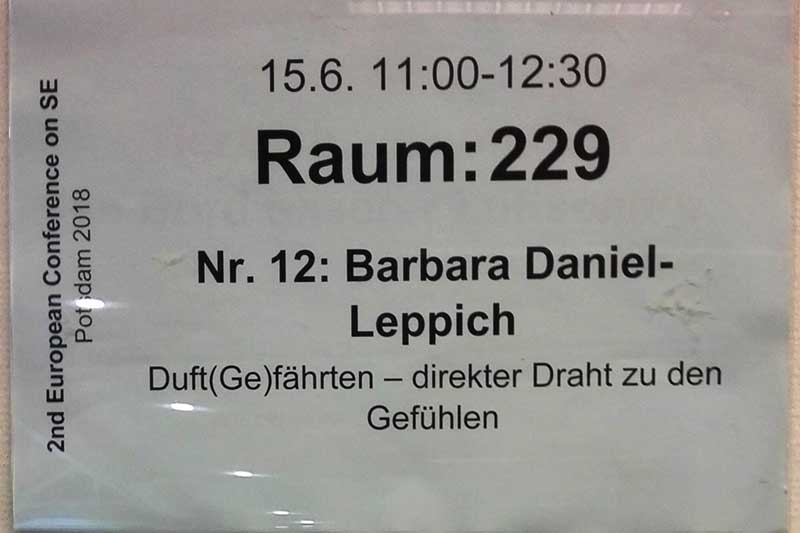 2nd European Conference on SE
Potsdam 2018
15.6. 11:00-12:30
Raum: 229
Nr. 12: Barbara Daniel-
Leppich
Duft(Ge)fährten – direkter Draht zu den
Gefühlen